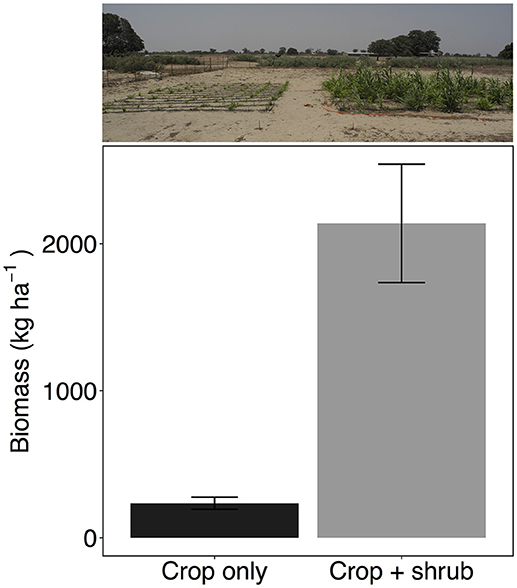 Biomass (kg ha⁻¹ )
2000
1000
0
Crop only
Crop + shrub